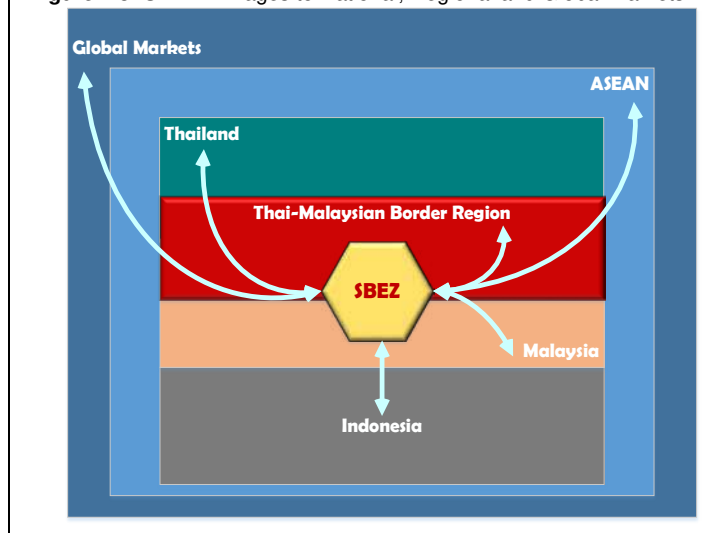 Global Markets
ASEAN
Thailand
Thai-Malaysian Border Region
SBEZ
Malaysia
Indonesia